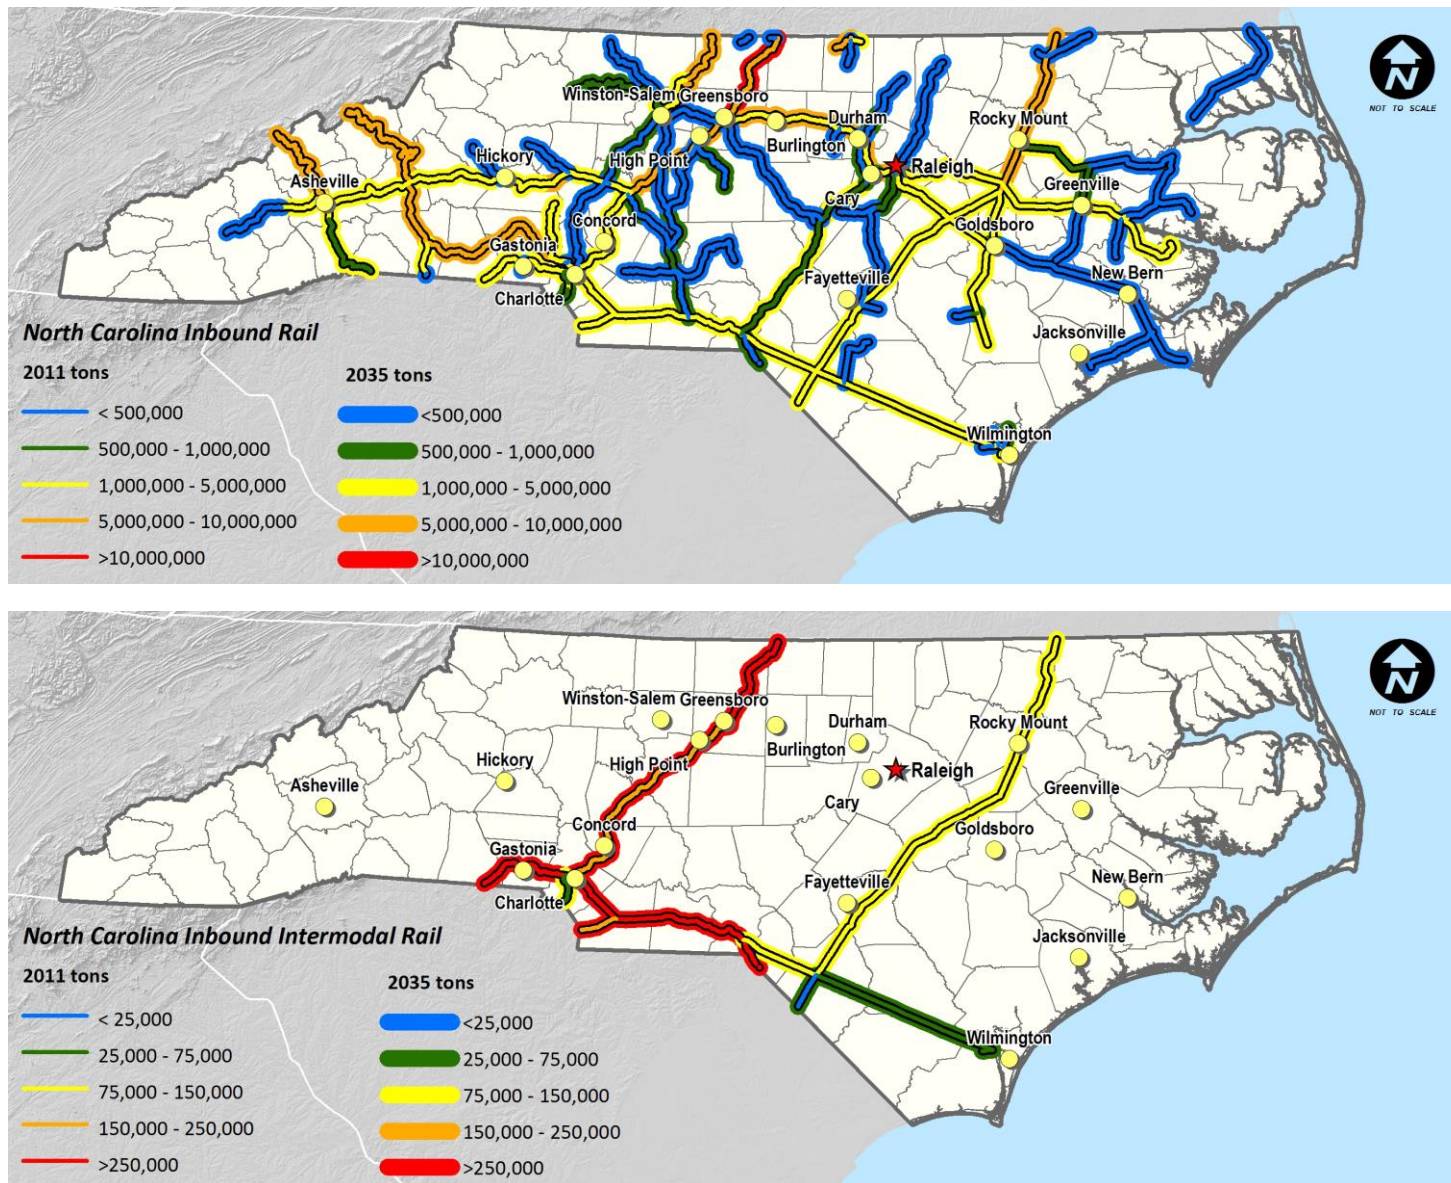 N
NOT TO SCALE
Winston-Salem Greensboro
Durham
Rocky Mount
Burlington
Hickory
High Point
Raleigh
Asheville
Greenville
Cary
Concord
Goldsboro
Gastonia
Fayetteville
New Bern
Charlotte
Jacksonville
Wilmington
North Carolina Inbound Rail
2011 tons
2035 tons
< 500,000
<500,000
500,000 - 1,000,000
500,000 - 1,000,000
1,000,000 - 5,000,000
1,000,000 - 5,000,000
5,000,000 - 10,000,000
5,000,000 - 10,000,000
>10,000,000
>10,000,000
N
NOT TO SCALE
Winston-Salem Greensboro
Durham
Rocky Mount
Burlington
Hickory
High Point
Raleigh
Asheville
Greenville
Cary
Concord
Goldsboro
Gastonia
Fayetteville
New Bern
Charlotte
Jacksonville
Wilmington
North Carolina Inbound Intermodal Rail
2011 tons
2035 tons
< 25,000
<25,000
25,000 - 75,000
25,000 - 75,000
75,000 - 150,000
75,000 - 150,000
150,000 - 250,000
150,000 - 250,000
>250,000
>250,000